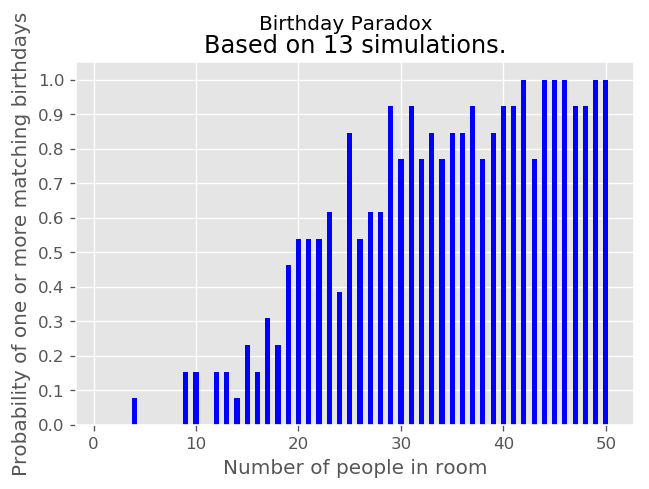 Birthday Paradox
Based on 13 simulations.
Probability of one or more matching birthdays
1.0
0.9
0.8
0.7
0.6
0.5
0.4
0.3
0.2
0.1
0.0
0 10 20 30 40 50
Number of people in room